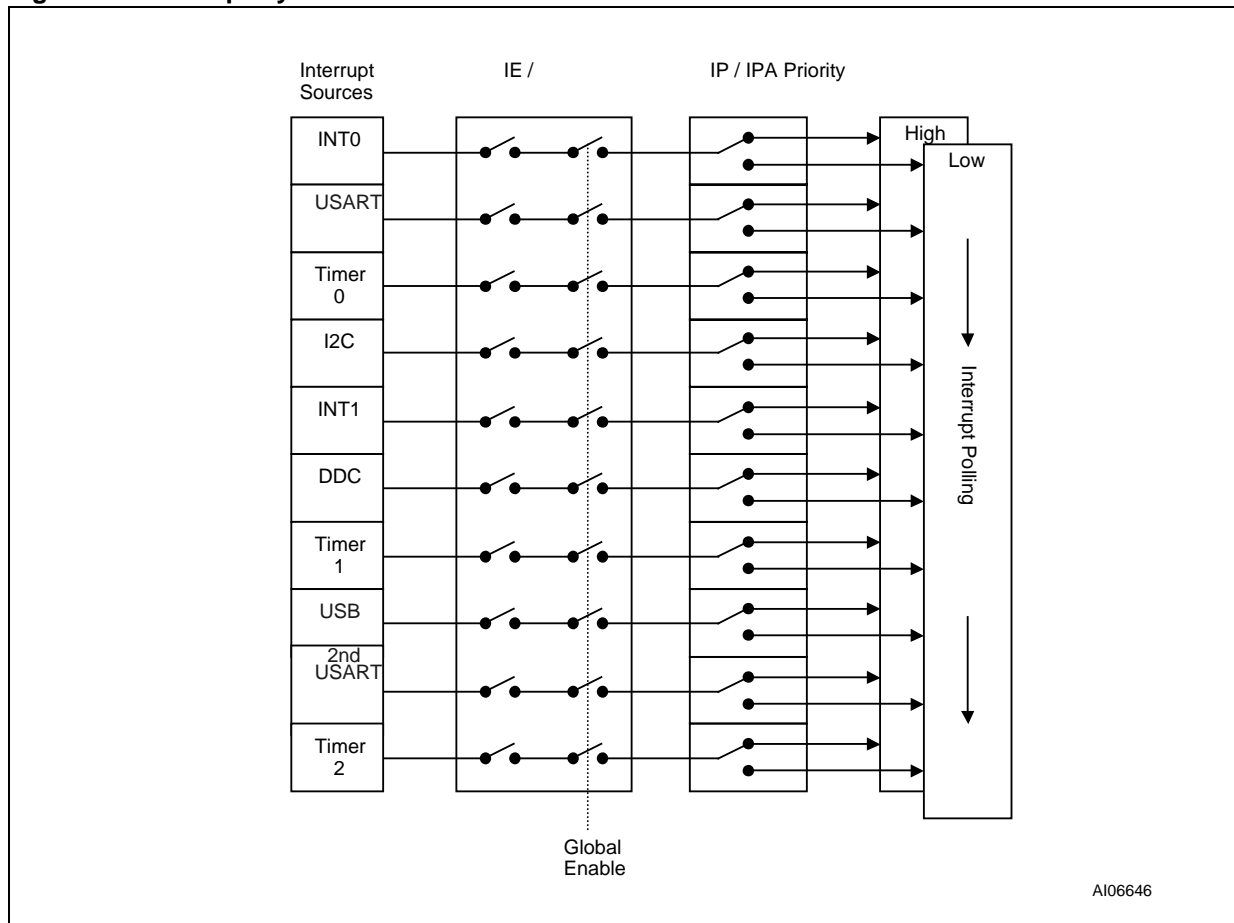 Interrupt
Sources
IE /
IP / IPA Priority
INT0
High
Low
USART
Timer
0
I2C
INT1
Interrupt Polling
DDC
Timer
1
USB
2nd
USART
Timer
2
Global
Enable
AI06646